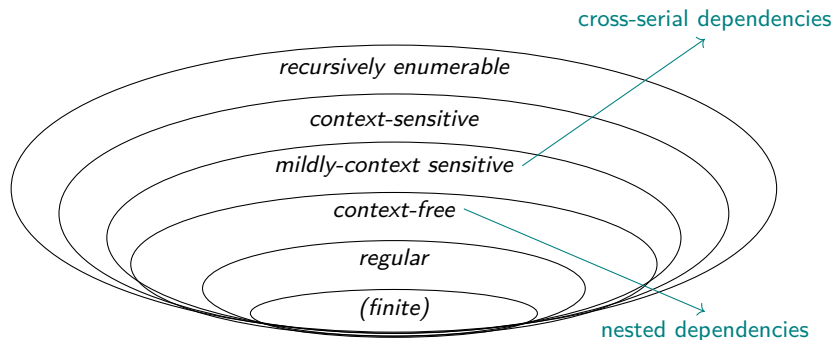 cross-serial dependencies
recursively enumerable
context-sensitive
mildly-context sensitive
context-free
regular
(finite)
nested dependencies